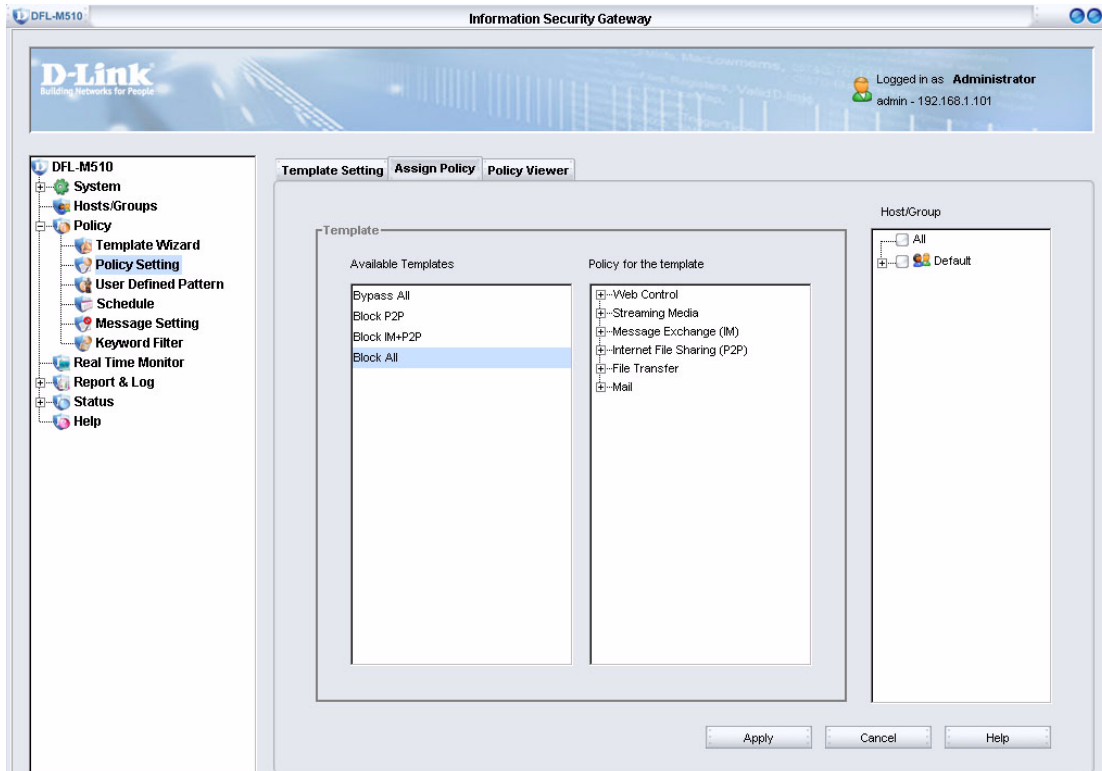 DFL-M510
Information Security Gateway
D-Link
Building Networks for People
Logged in as Administrator
admin - 192.168.1.101
DFL-M510
System
Hosts/Groups
Policy
Template Wizard
Policy Setting
User Defined Pattern
Schedule
Message Setting
Keyword Filter
Real Time Monitor
Report & Log
Status
Help
Template Setting
Assign Policy
Policy Viewer
Template
Available Templates
Bypass All
Block P2P
Block IM+P2P
Block All
Policy for the template
Web Control
Streaming Media
Message Exchange (IM)
Internet File Sharing (P2P)
File Transfer
Mail
Host/Group
All
Default
Apply
Cancel
Help